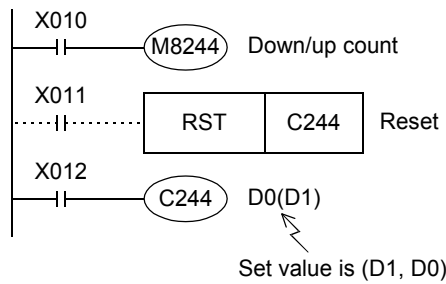 X010
M8244 Down/up count
X011
RST C244 Reset
X012
C244 D0(D1)
Set value is (D1, D0)